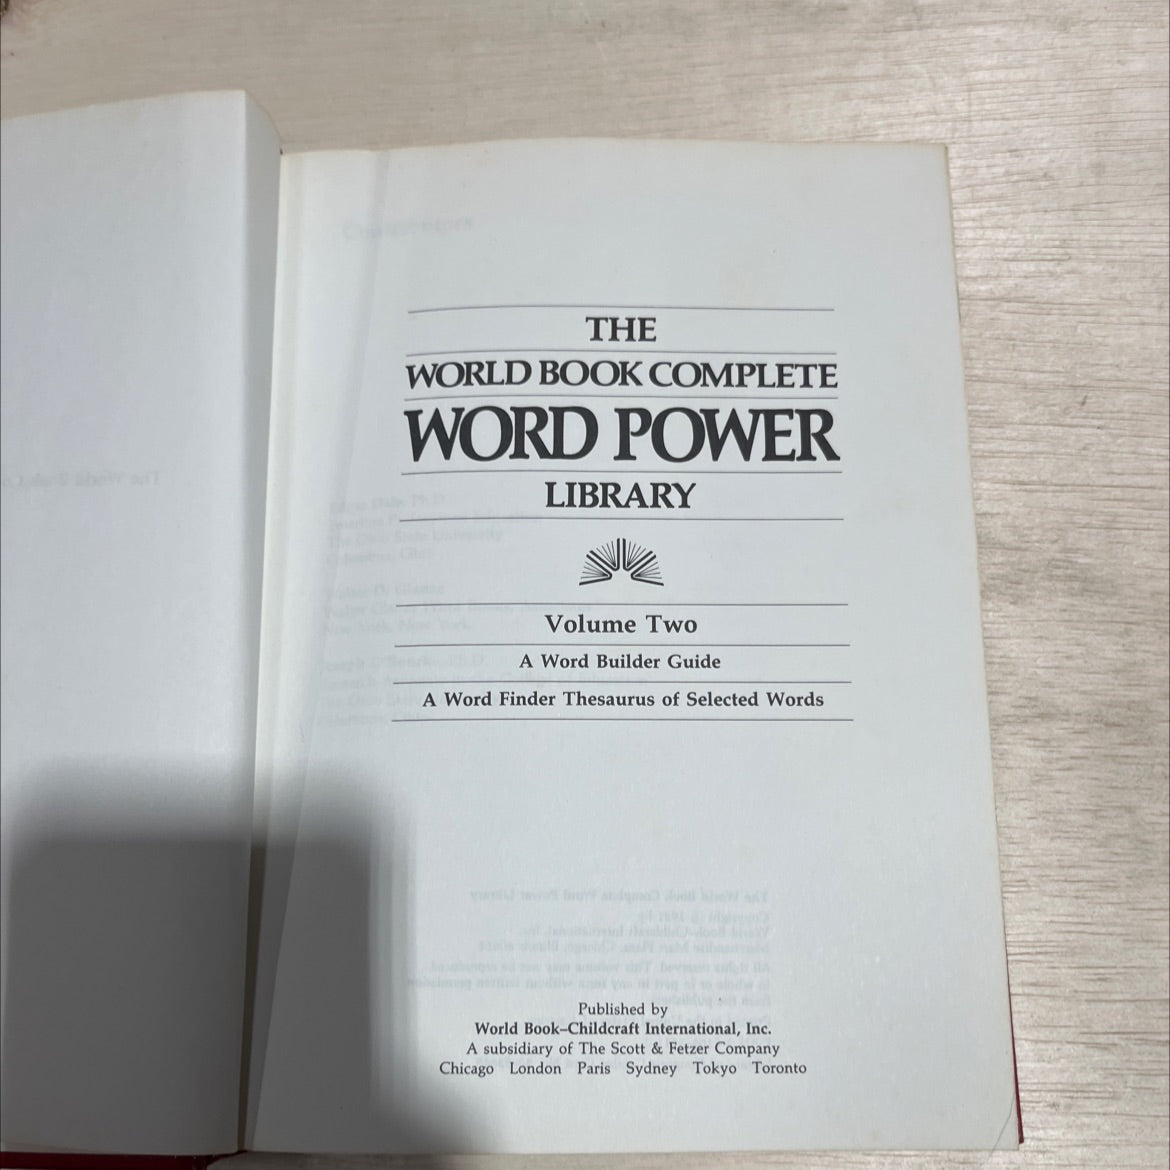 THE
WORLD BOOK COMPLETE
WORD POWER
LIBRARY
Volume Two
A Word Builder Guide
A Word Finder Thesaurus of Selected Words
Published by
World Book–Childcraft International, Inc.
A subsidiary of The Scott & Fetzer Company
Chicago London Paris Sydney Tokyo Toronto